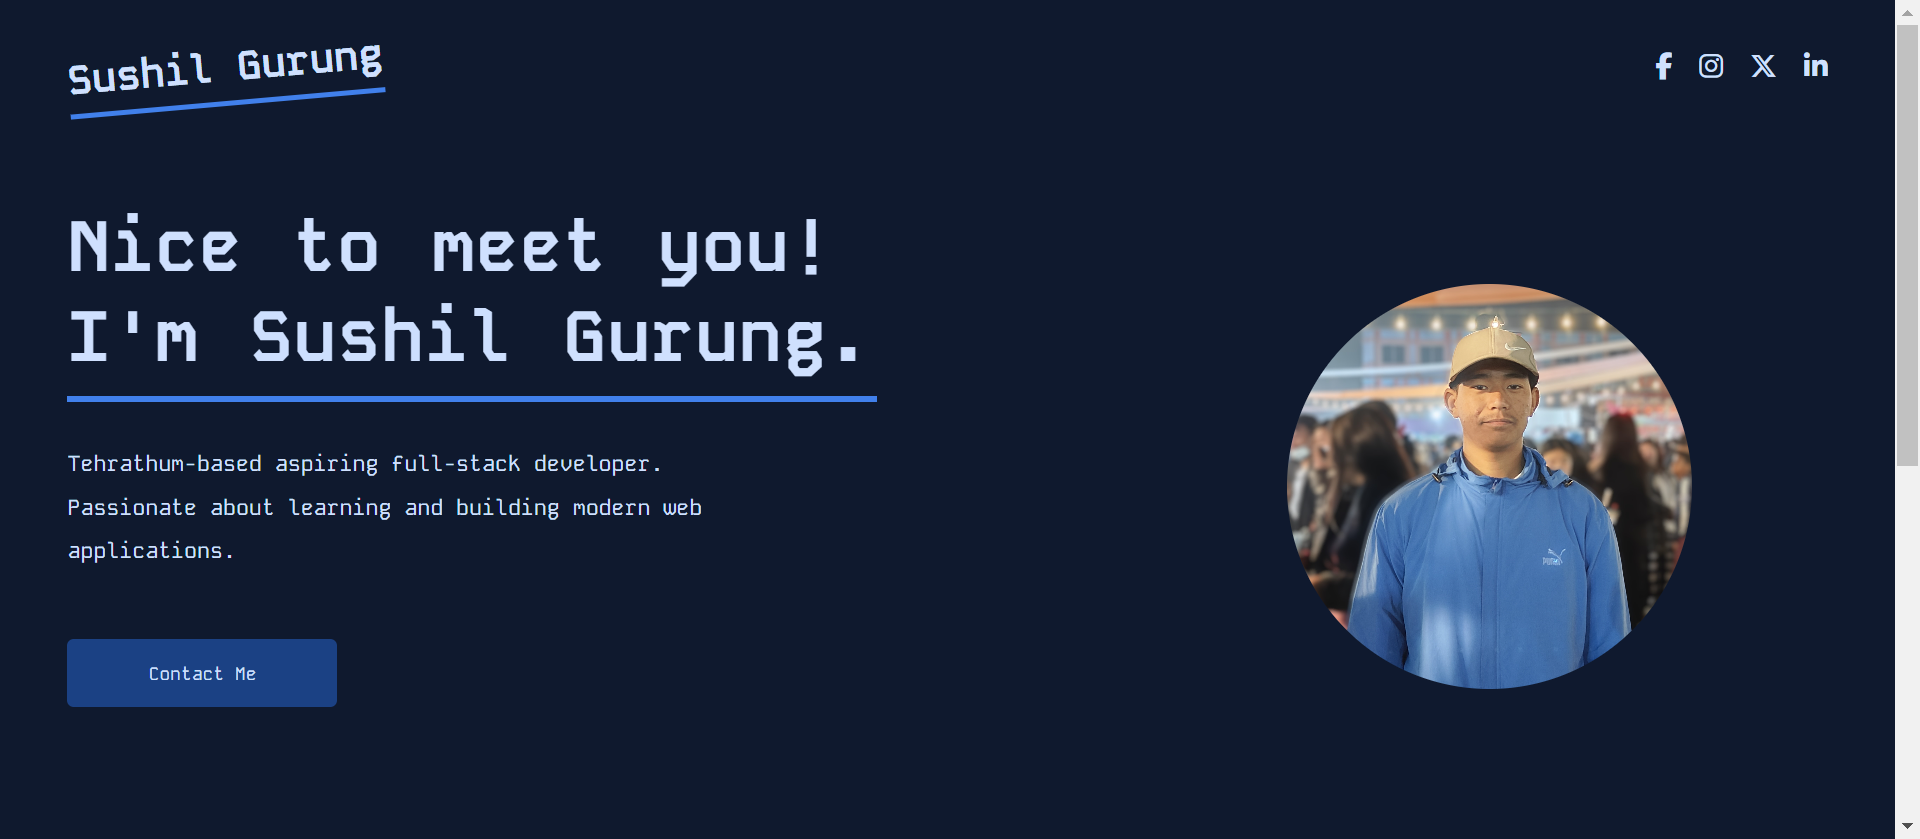 Sushil Gurung
Nice to meet you!
I'm Sushil Gurung.
Tehrathum-based aspiring full-stack developer.
Passionate about learning and building modern web
applications.
Contact Me
PUMA